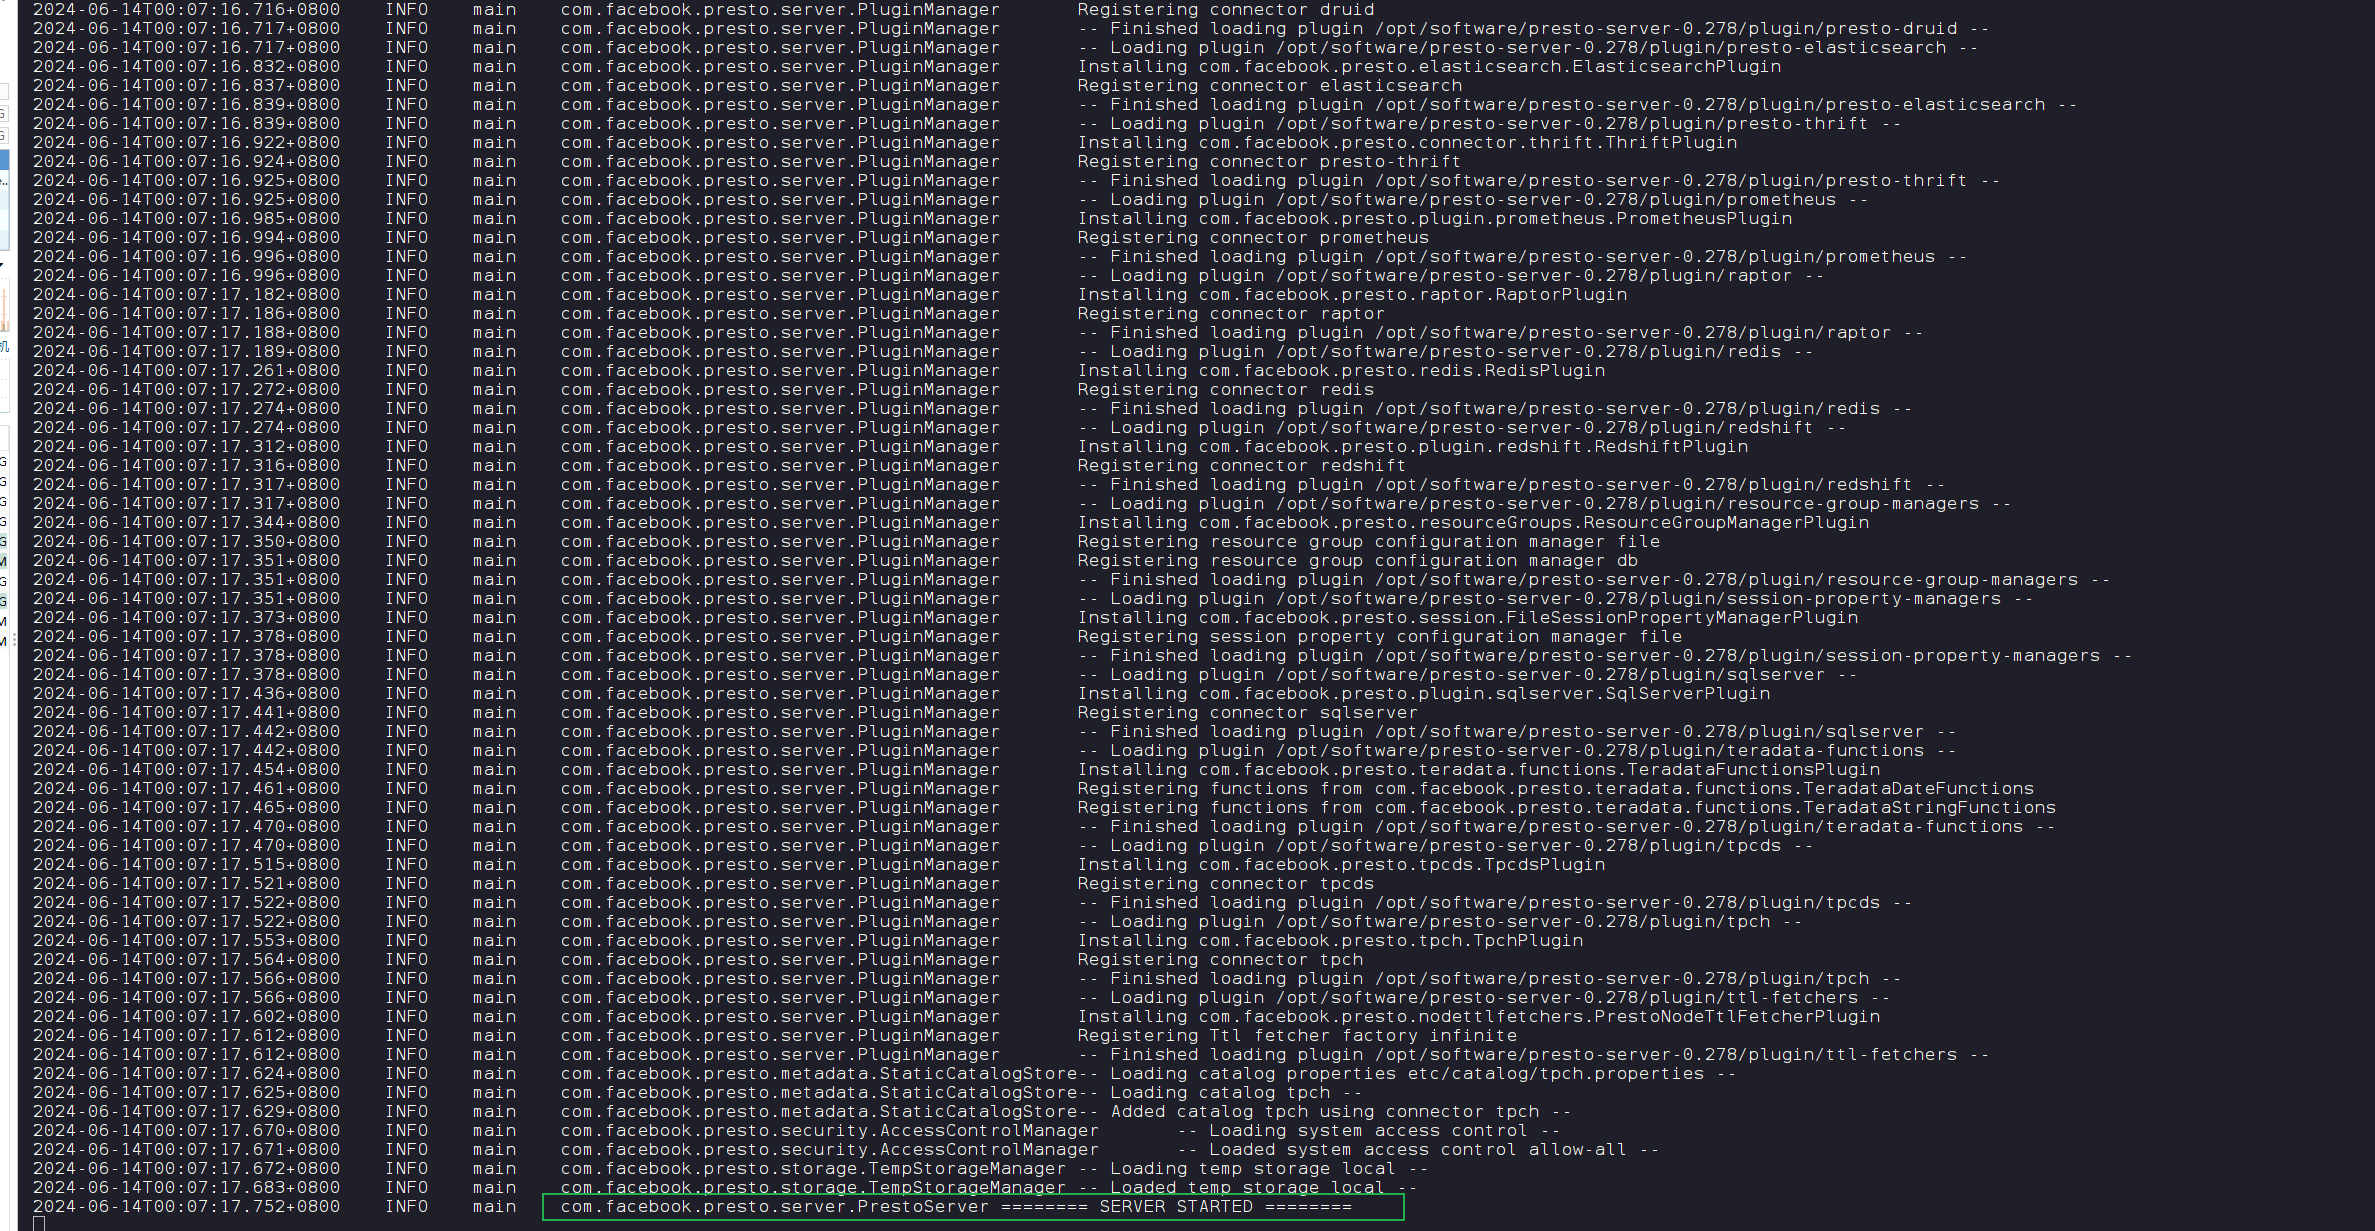 2024-06-14T00:07:16.716+0800 INFO main com.facebook.presto.server.PluginManager Registering connector druid
2024-06-14T00:07:16.717+0800 INFO main com.facebook.presto.server.PluginManager -- Finished loading plugin /opt/software/presto-server-0.278/plugin/presto-druid --
2024-06-14T00:07:16.717+0800 INFO main com.facebook.presto.server.PluginManager -- Loading plugin /opt/software/presto-server-0.278/plugin/presto-elasticsearch --
2024-06-14T00:07:16.832+0800 INFO main com.facebook.presto.server.PluginManager Installing com.facebook.presto.elasticsearch.ElasticsearchPlugin
2024-06-14T00:07:16.837+0800 INFO main com.facebook.presto.server.PluginManager Registering connector elasticsearch
2024-06-14T00:07:16.839+0800 INFO main com.facebook.presto.server.PluginManager -- Finished loading plugin /opt/software/presto-server-0.278/plugin/presto-elasticsearch --
2024-06-14T00:07:16.839+0800 INFO main com.facebook.presto.server.PluginManager -- Loading plugin /opt/software/presto-server-0.278/plugin/presto-thrift --
2024-06-14T00:07:16.922+0800 INFO main com.facebook.presto.server.PluginManager Installing com.facebook.presto.connector.thrift.ThriftPlugin
2024-06-14T00:07:16.924+0800 INFO main com.facebook.presto.server.PluginManager Registering connector presto-thrift
2024-06-14T00:07:16.925+0800 INFO main com.facebook.presto.server.PluginManager -- Finished loading plugin /opt/software/presto-server-0.278/plugin/presto-thrift --
2024-06-14T00:07:16.925+0800 INFO main com.facebook.presto.server.PluginManager -- Loading plugin /opt/software/presto-server-0.278/plugin/prometheus --
2024-06-14T00:07:16.985+0800 INFO main com.facebook.presto.server.PluginManager Installing com.facebook.presto.plugin.prometheus.PrometheusPlugin
2024-06-14T00:07:16.994+0800 INFO main com.facebook.presto.server.PluginManager Registering connector prometheus
2024-06-14T00:07:16.996+0800 INFO main com.facebook.presto.server.PluginManager -- Finished loading plugin /opt/software/presto-server-0.278/plugin/prometheus --
2024-06-14T00:07:16.996+0800 INFO main com.facebook.presto.server.PluginManager -- Loading plugin /opt/software/presto-server-0.278/plugin/raptor --
2024-06-14T00:07:17.182+0800 INFO main com.facebook.presto.server.PluginManager Installing com.facebook.presto.raptor.RaptorPlugin
2024-06-14T00:07:17.186+0800 INFO main com.facebook.presto.server.PluginManager Registering connector raptor
2024-06-14T00:07:17.188+0800 INFO main com.facebook.presto.server.PluginManager -- Finished loading plugin /opt/software/presto-server-0.278/plugin/raptor --
2024-06-14T00:07:17.189+0800 INFO main com.facebook.presto.server.PluginManager -- Loading plugin /opt/software/presto-server-0.278/plugin/redis --
2024-06-14T00:07:17.261+0800 INFO main com.facebook.presto.server.PluginManager Installing com.facebook.presto.redis.RedisPlugin
2024-06-14T00:07:17.272+0800 INFO main com.facebook.presto.server.PluginManager Registering connector redis
2024-06-14T00:07:17.274+0800 INFO main com.facebook.presto.server.PluginManager -- Finished loading plugin /opt/software/presto-server-0.278/plugin/redis --
2024-06-14T00:07:17.274+0800 INFO main com.facebook.presto.server.PluginManager -- Loading plugin /opt/software/presto-server-0.278/plugin/redshift --
2024-06-14T00:07:17.312+0800 INFO main com.facebook.presto.server.PluginManager Installing com.facebook.presto.plugin.redshift.RedshiftPlugin
2024-06-14T00:07:17.316+0800 INFO main com.facebook.presto.server.PluginManager Registering connector redshift
2024-06-14T00:07:17.317+0800 INFO main com.facebook.presto.server.PluginManager -- Finished loading plugin /opt/software/presto-server-0.278/plugin/redshift --
2024-06-14T00:07:17.317+0800 INFO main com.facebook.presto.server.PluginManager -- Loading plugin /opt/software/presto-server-0.278/plugin/resource-group-managers --
2024-06-14T00:07:17.344+0800 INFO main com.facebook.presto.server.PluginManager Installing com.facebook.presto.resourceGroups.ResourceGroupManagerPlugin
2024-06-14T00:07:17.350+0800 INFO main com.facebook.presto.server.PluginManager Registering resource group configuration manager file
2024-06-14T00:07:17.351+0800 INFO main com.facebook.presto.server.PluginManager Registering resource group configuration manager db
2024-06-14T00:07:17.351+0800 INFO main com.facebook.presto.server.PluginManager -- Finished loading plugin /opt/software/presto-server-0.278/plugin/resource-group-managers --
2024-06-14T00:07:17.351+0800 INFO main com.facebook.presto.server.PluginManager -- Loading plugin /opt/software/presto-server-0.278/plugin/session-property-managers --
2024-06-14T00:07:17.373+0800 INFO main com.facebook.presto.server.PluginManager Installing com.facebook.presto.session.FileSessionPropertyManagerPlugin
2024-06-14T00:07:17.378+0800 INFO main com.facebook.presto.server.PluginManager Registering session property configuration manager file
2024-06-14T00:07:17.378+0800 INFO main com.facebook.presto.server.PluginManager -- Finished loading plugin /opt/software/presto-server-0.278/plugin/session-property-managers --
2024-06-14T00:07:17.378+0800 INFO main com.facebook.presto.server.PluginManager -- Loading plugin /opt/software/presto-server-0.278/plugin/sqlserver --
2024-06-14T00:07:17.436+0800 INFO main com.facebook.presto.server.PluginManager Installing com.facebook.presto.plugin.sqlserver.SqlServerPlugin
2024-06-14T00:07:17.441+0800 INFO main com.facebook.presto.server.PluginManager Registering connector sqlserver
2024-06-14T00:07:17.442+0800 INFO main com.facebook.presto.server.PluginManager -- Finished loading plugin /opt/software/presto-server-0.278/plugin/sqlserver --
2024-06-14T00:07:17.442+0800 INFO main com.facebook.presto.server.PluginManager -- Loading plugin /opt/software/presto-server-0.278/plugin/teradata-functions --
2024-06-14T00:07:17.454+0800 INFO main com.facebook.presto.server.PluginManager Installing com.facebook.presto.teradata.functions.TeradataFunctionsPlugin
2024-06-14T00:07:17.461+0800 INFO main com.facebook.presto.server.PluginManager Registering functions from com.facebook.presto.teradata.functions.TeradataDateFunctions
2024-06-14T00:07:17.465+0800 INFO main com.facebook.presto.server.PluginManager Registering functions from com.facebook.presto.teradata.functions.TeradataStringFunctions
2024-06-14T00:07:17.470+0800 INFO main com.facebook.presto.server.PluginManager -- Finished loading plugin /opt/software/presto-server-0.278/plugin/teradata-functions --
2024-06-14T00:07:17.470+0800 INFO main com.facebook.presto.server.PluginManager -- Loading plugin /opt/software/presto-server-0.278/plugin/tpcds --
2024-06-14T00:07:17.515+0800 INFO main com.facebook.presto.server.PluginManager Installing com.facebook.presto.tpcds.TpcdsPlugin
2024-06-14T00:07:17.521+0800 INFO main com.facebook.presto.server.PluginManager Registering connector tpcds
2024-06-14T00:07:17.522+0800 INFO main com.facebook.presto.server.PluginManager -- Finished loading plugin /opt/software/presto-server-0.278/plugin/tpcds --
2024-06-14T00:07:17.522+0800 INFO main com.facebook.presto.server.PluginManager -- Loading plugin /opt/software/presto-server-0.278/plugin/tpch --
2024-06-14T00:07:17.553+0800 INFO main com.facebook.presto.server.PluginManager Installing com.facebook.presto.tpch.TpchPlugin
2024-06-14T00:07:17.564+0800 INFO main com.facebook.presto.server.PluginManager Registering connector tpch
2024-06-14T00:07:17.566+0800 INFO main com.facebook.presto.server.PluginManager -- Finished loading plugin /opt/software/presto-server-0.278/plugin/tpch --
2024-06-14T00:07:17.566+0800 INFO main com.facebook.presto.server.PluginManager -- Loading plugin /opt/software/presto-server-0.278/plugin/ttl-fetchers --
2024-06-14T00:07:17.602+0800 INFO main com.facebook.presto.server.PluginManager Installing com.facebook.presto.nodettlfetchers.PrestoNodeTtlFetcherPlugin
2024-06-14T00:07:17.612+0800 INFO main com.facebook.presto.server.PluginManager Registering Ttl fetcher factory infinite
2024-06-14T00:07:17.612+0800 INFO main com.facebook.presto.server.PluginManager -- Finished loading plugin /opt/software/presto-server-0.278/plugin/ttl-fetchers --
2024-06-14T00:07:17.624+0800 INFO main com.facebook.presto.metadata.StaticCatalogStore-- Loading catalog properties etc/catalog/tpch.properties --
2024-06-14T00:07:17.625+0800 INFO main com.facebook.presto.metadata.StaticCatalogStore-- Loading catalog tpch --
2024-06-14T00:07:17.629+0800 INFO main com.facebook.presto.metadata.StaticCatalogStore-- Added catalog tpch using connector tpch --
2024-06-14T00:07:17.670+0800 INFO main com.facebook.presto.security.AccessControlManager -- Loading system access control --
2024-06-14T00:07:17.671+0800 INFO main com.facebook.presto.security.AccessControlManager -- Loaded system access control allow-all --
2024-06-14T00:07:17.672+0800 INFO main com.facebook.presto.storage.TempStorageManager -- Loading temp storage local --
2024-06-14T00:07:17.683+0800 INFO main com.facebook.presto.storage.TempStorageManager -- Loaded temp storage local --
2024-06-14T00:07:17.752+0800 INFO main com.facebook.presto.server.PrestoServer ======== SERVER STARTED ========